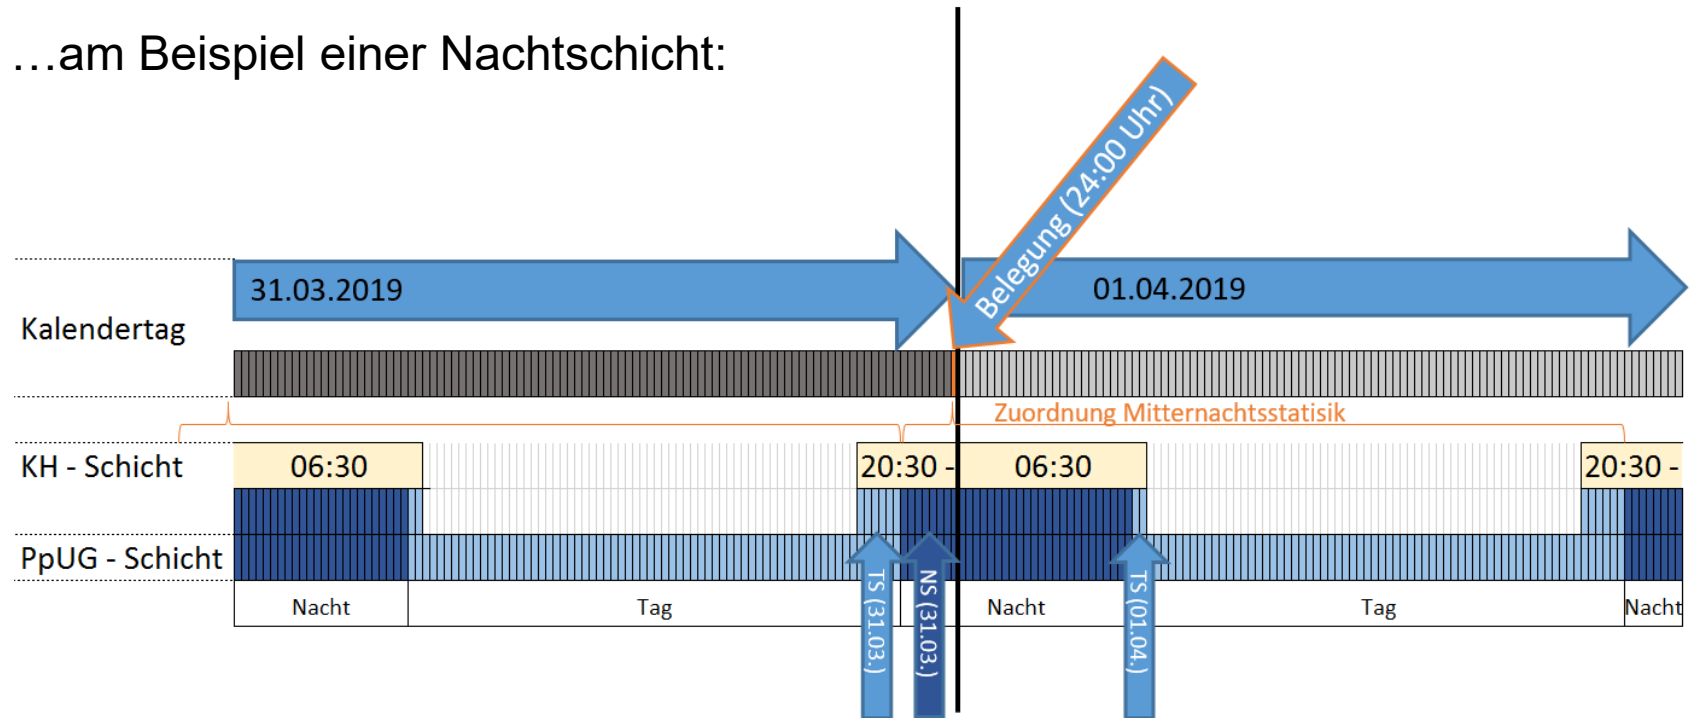 …am Beispiel einer Nachtschicht:
Belegung (24:00 Uhr)
31.03.2019
01.04.2019
Kalendertag
Zuordnung Mitternachtsstatisik
KH - Schicht
06:30
20:30 -
06:30
20:30 -
PpUG - Schicht
Nacht
Tag
Nacht
Tag
Nacht
TS (31.03.)
NS (31.03.)
TS (01.04.)